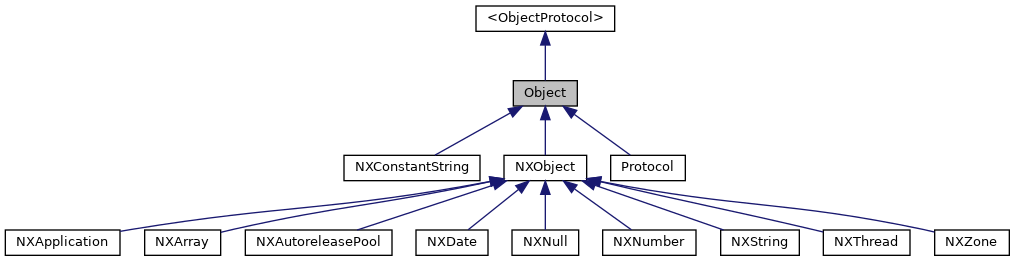 <ObjectProtocol>
Object
NXConstantString
NXObject
Protocol
NXApplication
NXArray
NXAutoreleasePool
NXDate
NXNull
NXNumber
NXString
NXThread
NXZone